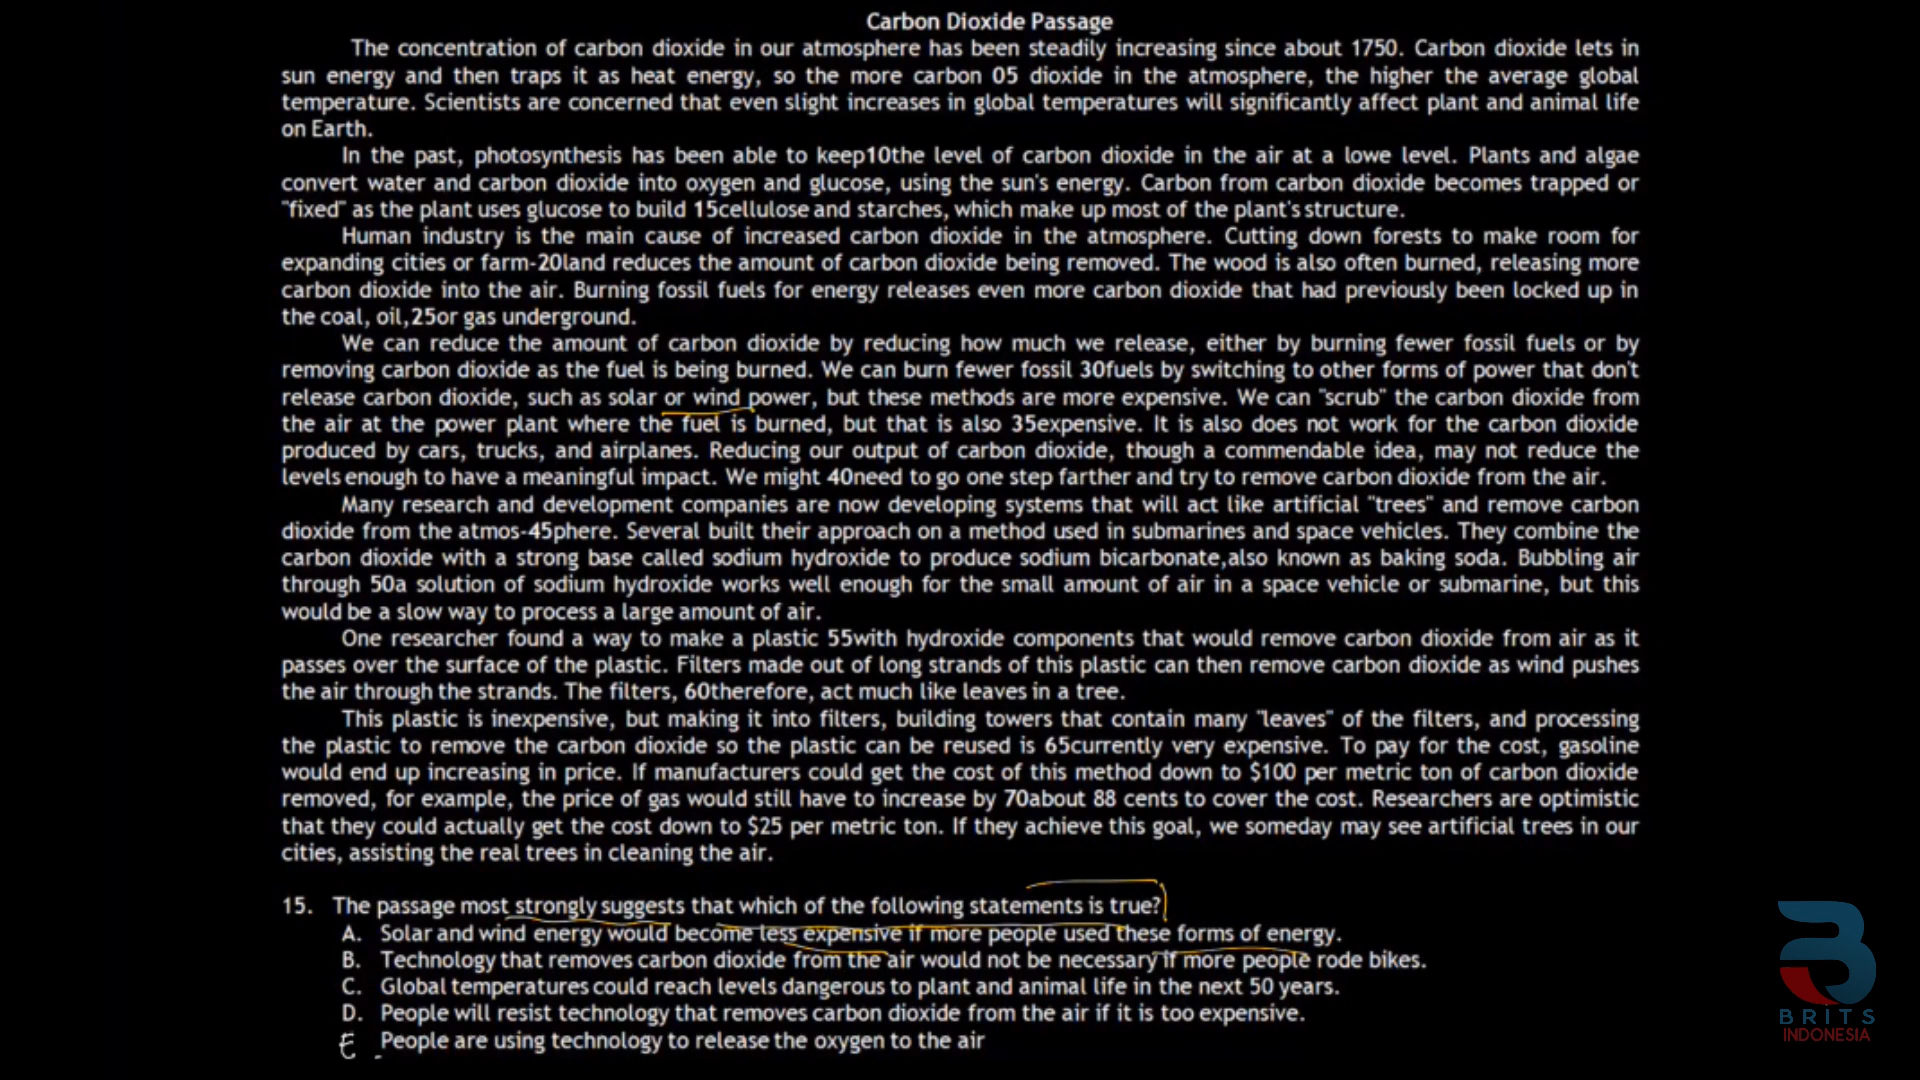 Carbon Dioxide Passage
The concentration of carbon dioxide in our atmosphere has been steadily increasing since about 1750. Carbon dioxide lets in
sun energy and then traps it as heat energy, so the more carbon 05 dioxide in the atmosphere, the higher the average global
temperature. Scientists are concerned that even slight increases in global temperatures will significantly affect plant and animal life
on Earth.
In the past, photosynthesis has been able to keep10the level of carbon dioxide in the air at a lowe level. Plants and algae
convert water and carbon dioxide into oxygen and glucose, using the sun's energy. Carbon from carbon dioxide becomes trapped or
"fixed" as the plant uses glucose to build 15cellulose and starches, which make up most of the plant's structure.
Human industry is the main cause of increased carbon dioxide in the atmosphere. Cutting down forests to make room for
expanding cities or farm-20land reduces the amount of carbon dioxide being removed. The wood is also often burned, releasing more
carbon dioxide into the air. Burning fossil fuels for energy releases even more carbon dioxide that had previously been locked up in
the coal, oil,25or gas underground.
We can reduce the amount of carbon dioxide by reducing how much we release, either by burning fewer fossil fuels or by
removing carbon dioxide as the fuel is being burned. We can burn fewer fossil 30fuels by switching to other forms of power that don't
release carbon dioxide, such as solar or wind power, but these methods are more expensive. We can "scrub" the carbon dioxide from
the air at the power plant where the fuel is burned, but that is also 35expensive. It is also does not work for the carbon dioxide
produced by cars, trucks, and airplanes. Reducing our output of carbon dioxide, though a commendable idea, may not reduce the
levels enough to have a meaningful impact. We might 40need to go one step farther and try to remove carbon dioxide from the air.
Many research and development companies are now developing systems that will act like artificial "trees" and remove carbon
dioxide from the atmos-45phere. Several built their approach on a method used in submarines and space vehicles. They combine the
carbon dioxide with a strong base called sodium hydroxide to produce sodium bicarbonate,also known as baking soda. Bubbling air
through 50a solution of sodium hydroxide works well enough for the small amount of air in a space vehicle or submarine, but this
would be a slow way to process a large amount of air.
One researcher found a way to make a plastic 55with hydroxide components that would remove carbon dioxide from air as it
passes over the surface of the plastic. Filters made out of long strands of this plastic can then remove carbon dioxide as wind pushes
the air through the strands. The filters, 60therefore, act much like leaves in a tree.
This plastic is inexpensive, but making it into filters, building towers that contain many "leaves" of the filters, and processing
the plastic to remove the carbon dioxide so the plastic can be reused is 65currently very expensive. To pay for the cost, gasoline
would end up increasing in price. If manufacturers could get the cost of this method down to $100 per metric ton of carbon dioxide
removed, for example, the price of gas would still have to increase by 70about 88 cents to cover the cost. Researchers are optimistic
that they could actually get the cost down to $25 per metric ton. If they achieve this goal, we someday may see artificial trees in our
cities, assisting the real trees in cleaning the air.
15. The passage most strongly suggests that which of the following statements is true?
A. Solar and wind energy would become less expensive if more people used these forms of energy.
B. Technology that removes carbon dioxide from the air would not be necessary if more people rode bikes.
C. Global temperatures could reach levels dangerous to plant and animal life in the next 50 years.
D. People will resist technology that removes carbon dioxide from the air if it is too expensive.
E. People are using technology to release the oxygen to the air
BRITS
INDONESIA